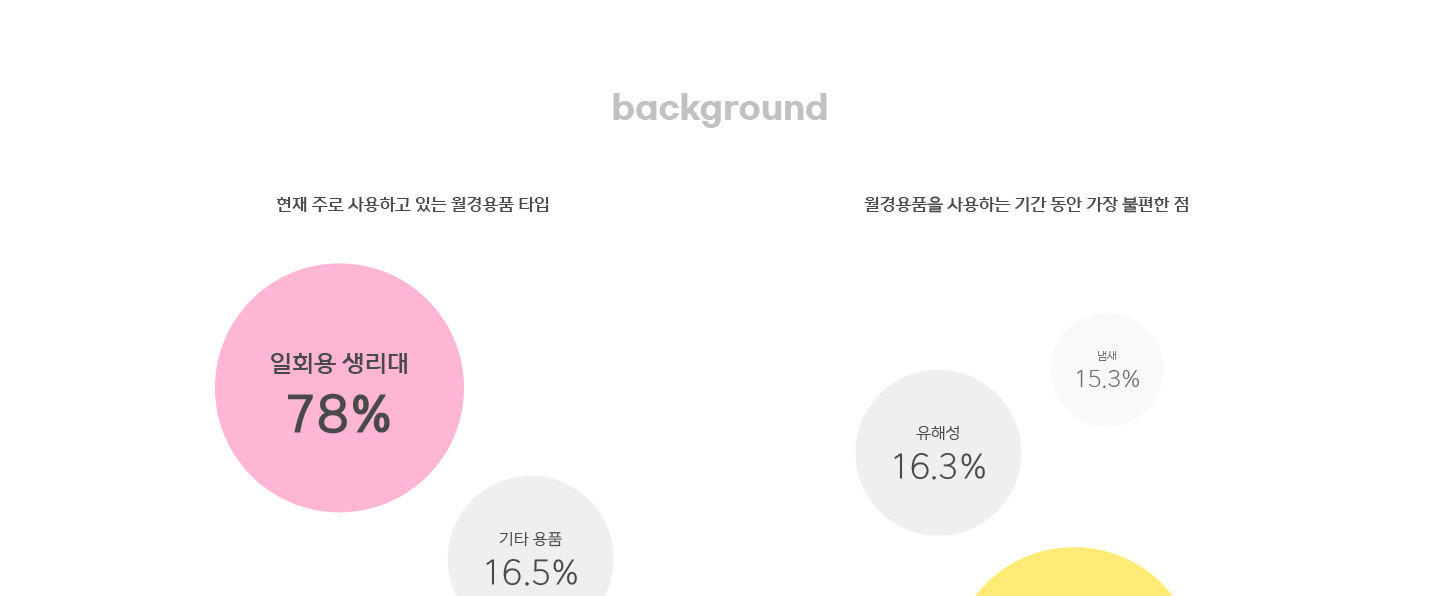 background
현재 주로 사용하고 있는 월경용품 타입
일회용 생리대
78%
기타 용품
16.5%
월경용품을 사용하는 기간 동안 가장 불편한 점
냄새
15.3%
유해성
16.3%